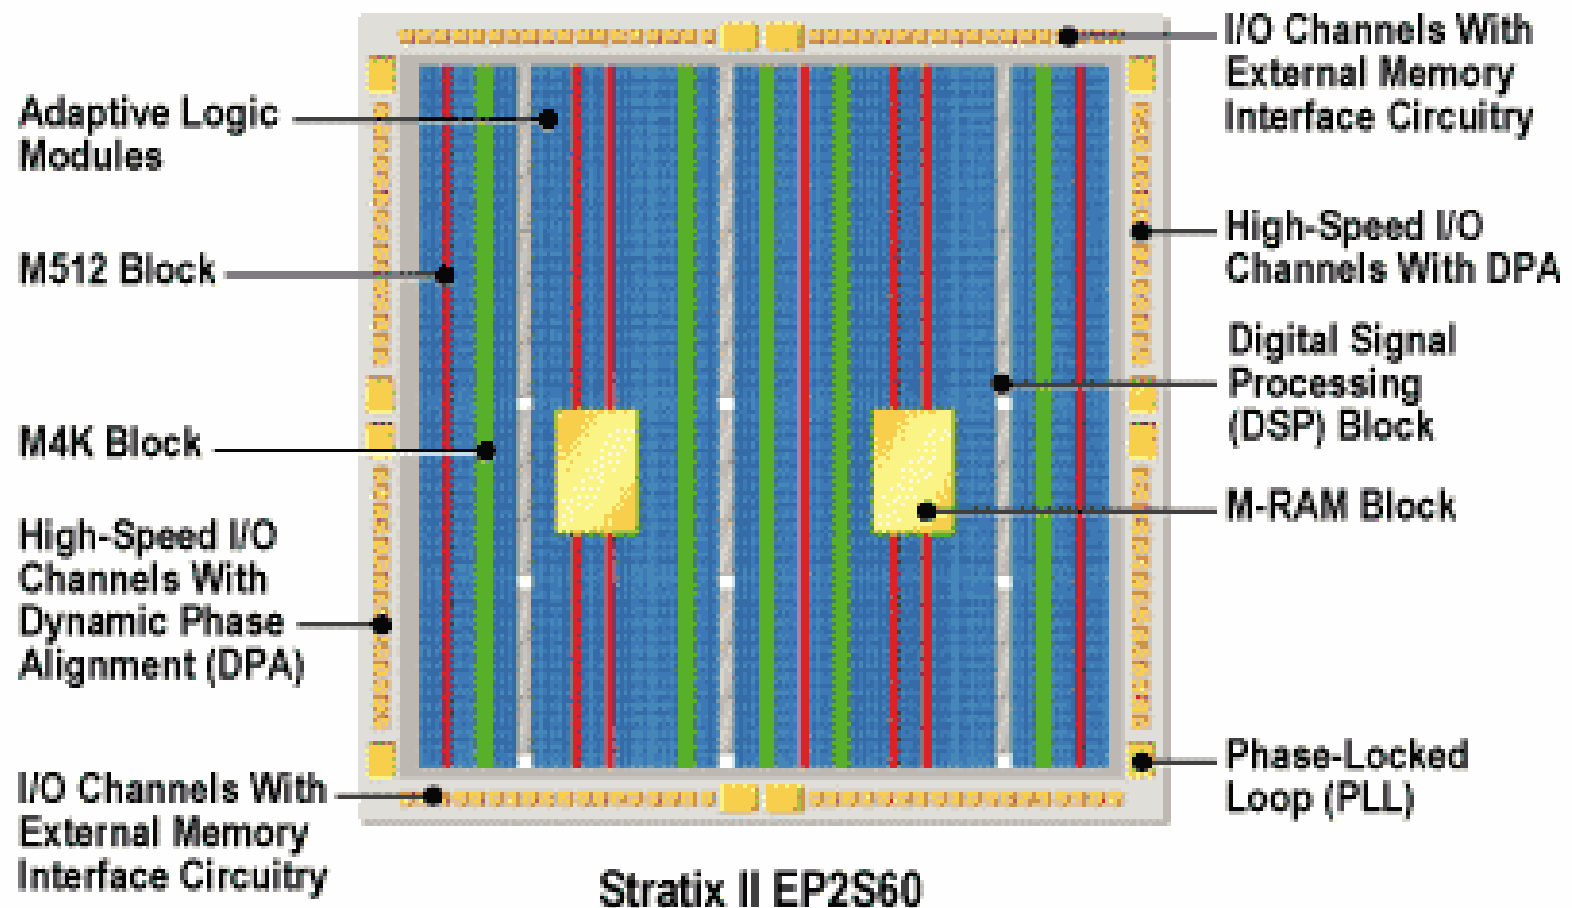 Adaptive Logic
Modules
M512 Block
M4K Block
High-Speed I/O
Channels With
Dynamic Phase
Alignment (DPA)
I/O Channels With
External Memory
Interface Circuitry
I/O Channels With
External Memory
Interface Circuitry
High-Speed I/O
Channels With DPA
Digital Signal
Processing
(DSP) Block
M-RAM Block
Phase-Locked
Loop (PLL)
Stratix II EP2S60